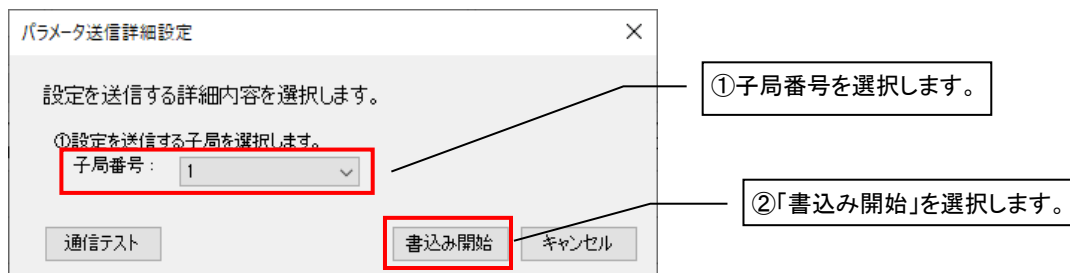 パラメータ送信詳細設定
設定を送信する詳細内容を選択します。
①子局番号を選択します。
①設定を送信する子局を選択します。
子局番号： 1
②「書込み開始」を選択します。
通信テスト 書込み開始 キャンセル